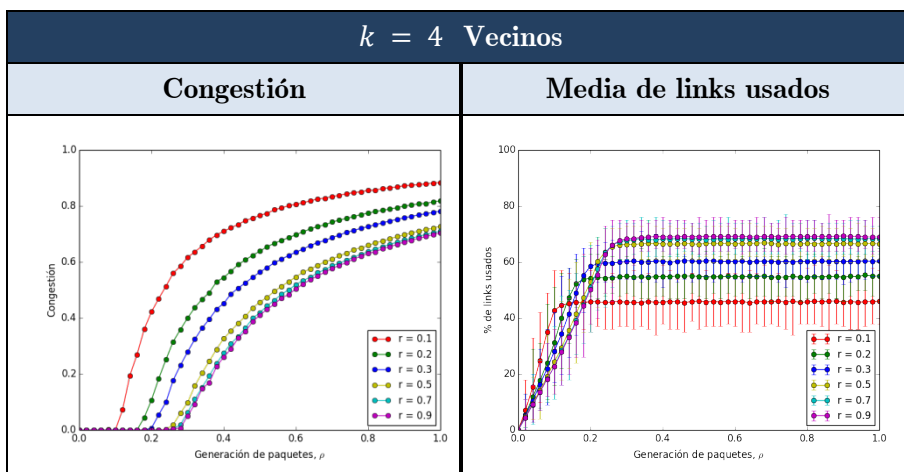 k = 4 Vecinos
Congestión
Media de links usados
1.0
0.8
0.6
0.4
0.2
0.0
Congestión
0.0 0.2 0.4 0.6 0.8 1.0
Generación de paquetes, ρ
r = 0.1
r = 0.2
r = 0.3
r = 0.5
r = 0.7
r = 0.9
100
80
60
40
20
0
% de links usados
0.0 0.2 0.4 0.6 0.8 1.0
Generación de paquetes, ρ
r = 0.1
r = 0.2
r = 0.3
r = 0.5
r = 0.7
r = 0.9